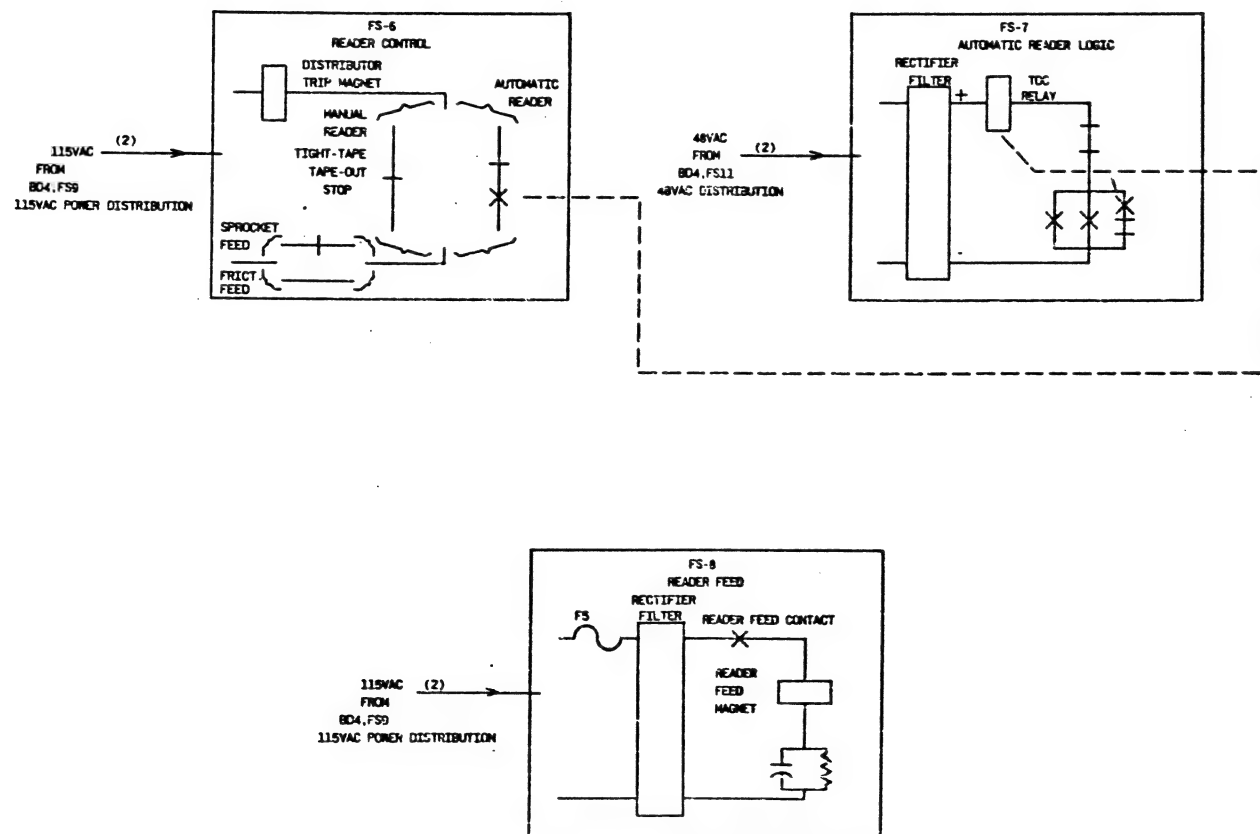 FS-6
READER CONTROL
DISTRIBUTOR
TRIP MAGNET
AUTOMATIC
READER
MANUAL
READER
TIGHT-TAPE
TAPE-OUT
STOP
115VAC (2)
FROM
BD4,FS9
115VAC POWER DISTRIBUTION
SPROCKET
FEED
FRICT.
FEED
FS-7
AUTOMATIC READER LOGIC
RECTIFIER
FILTER
+
TDC
RELAY
48VAC (2)
FROM
BD4,FS11
48VAC DISTRIBUTION
-
FS-8
READER FEED
RECTIFIER
FILTER
F5
READER FEED CONTACT
READER
FEED
MAGNET
115VAC (2)
FROM
BD4,FS9
115VAC POWER DISTRIBUTION